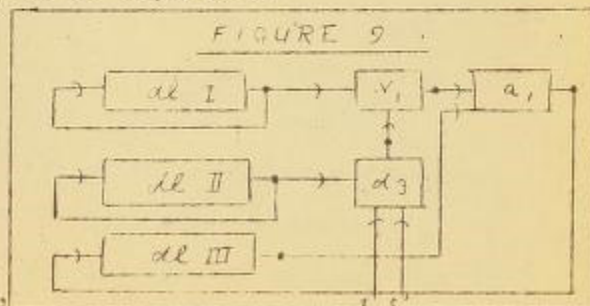 FIGURE 9.
dl I
v₁
a₁
dl II
d₃
dl III